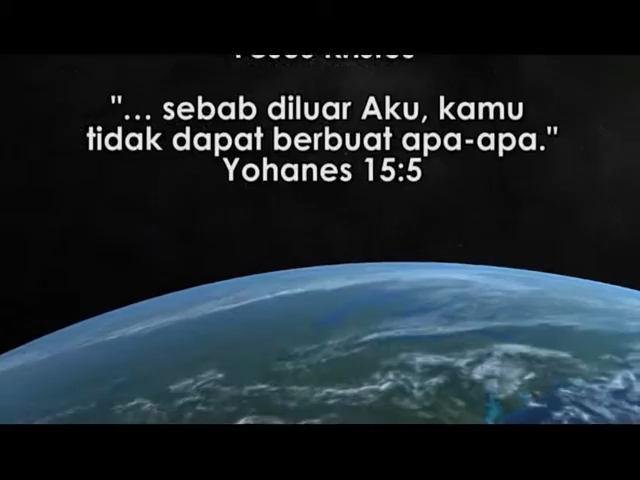 "... sebab diluar Aku, kamu
tidak dapat berbuat apa-apa."
Yohanes 15:5